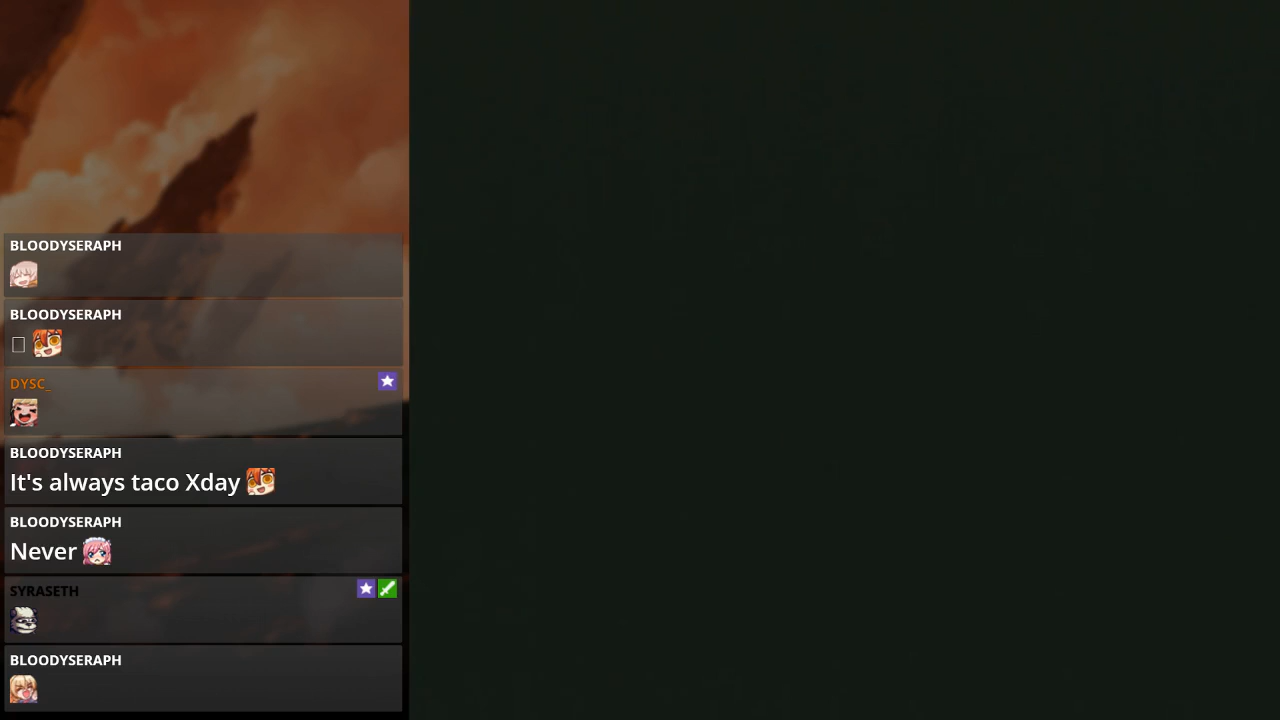 BLOODYSERAPH
BLOODYSERAPH
DYSC_
BLOODYSERAPH
It's always taco Xday
BLOODYSERAPH
Never
SYRASETH
BLOODYSERAPH